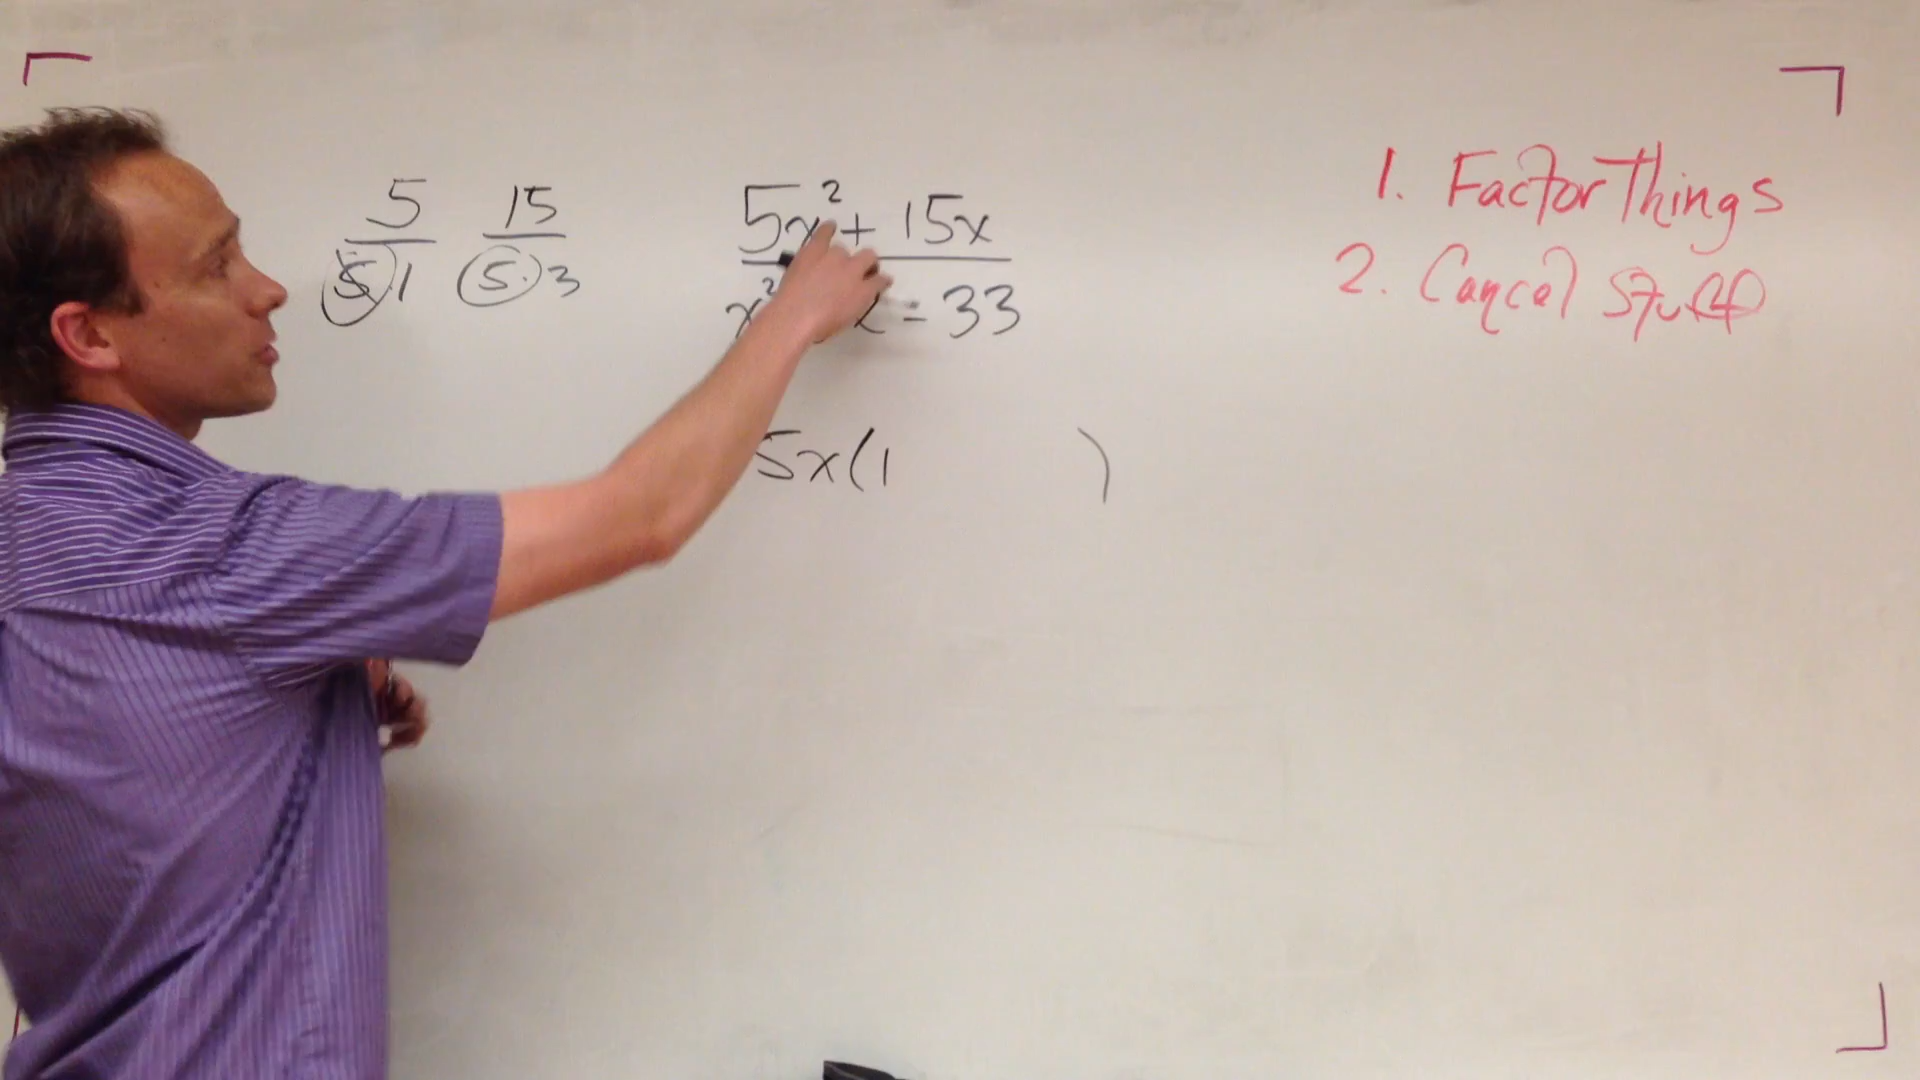 5 15
5·1 5·3
5x² + 15x
x² x = 33
5x(1 )
1. Factor Things
2. Cancel Stuff